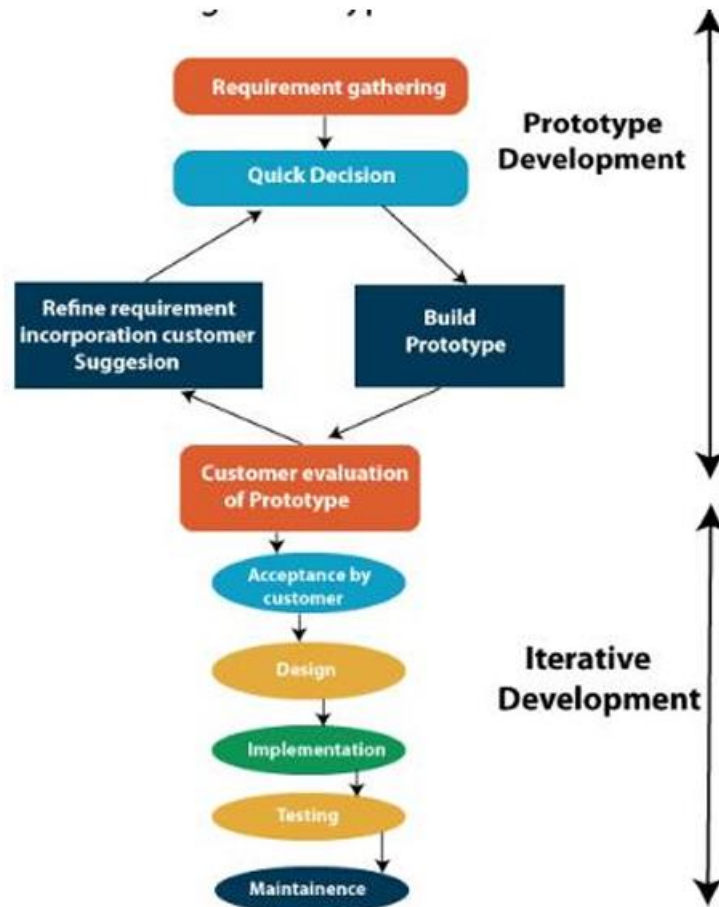 Requirement gathering
Prototype
Development
Quick Decision
Refine requirement
incorporation customer
Suggesion
Build
Prototype
Customer evaluation
of Prototype
Acceptance by
customer
Design
Iterative
Development
Implementation
Testing
Maintainence